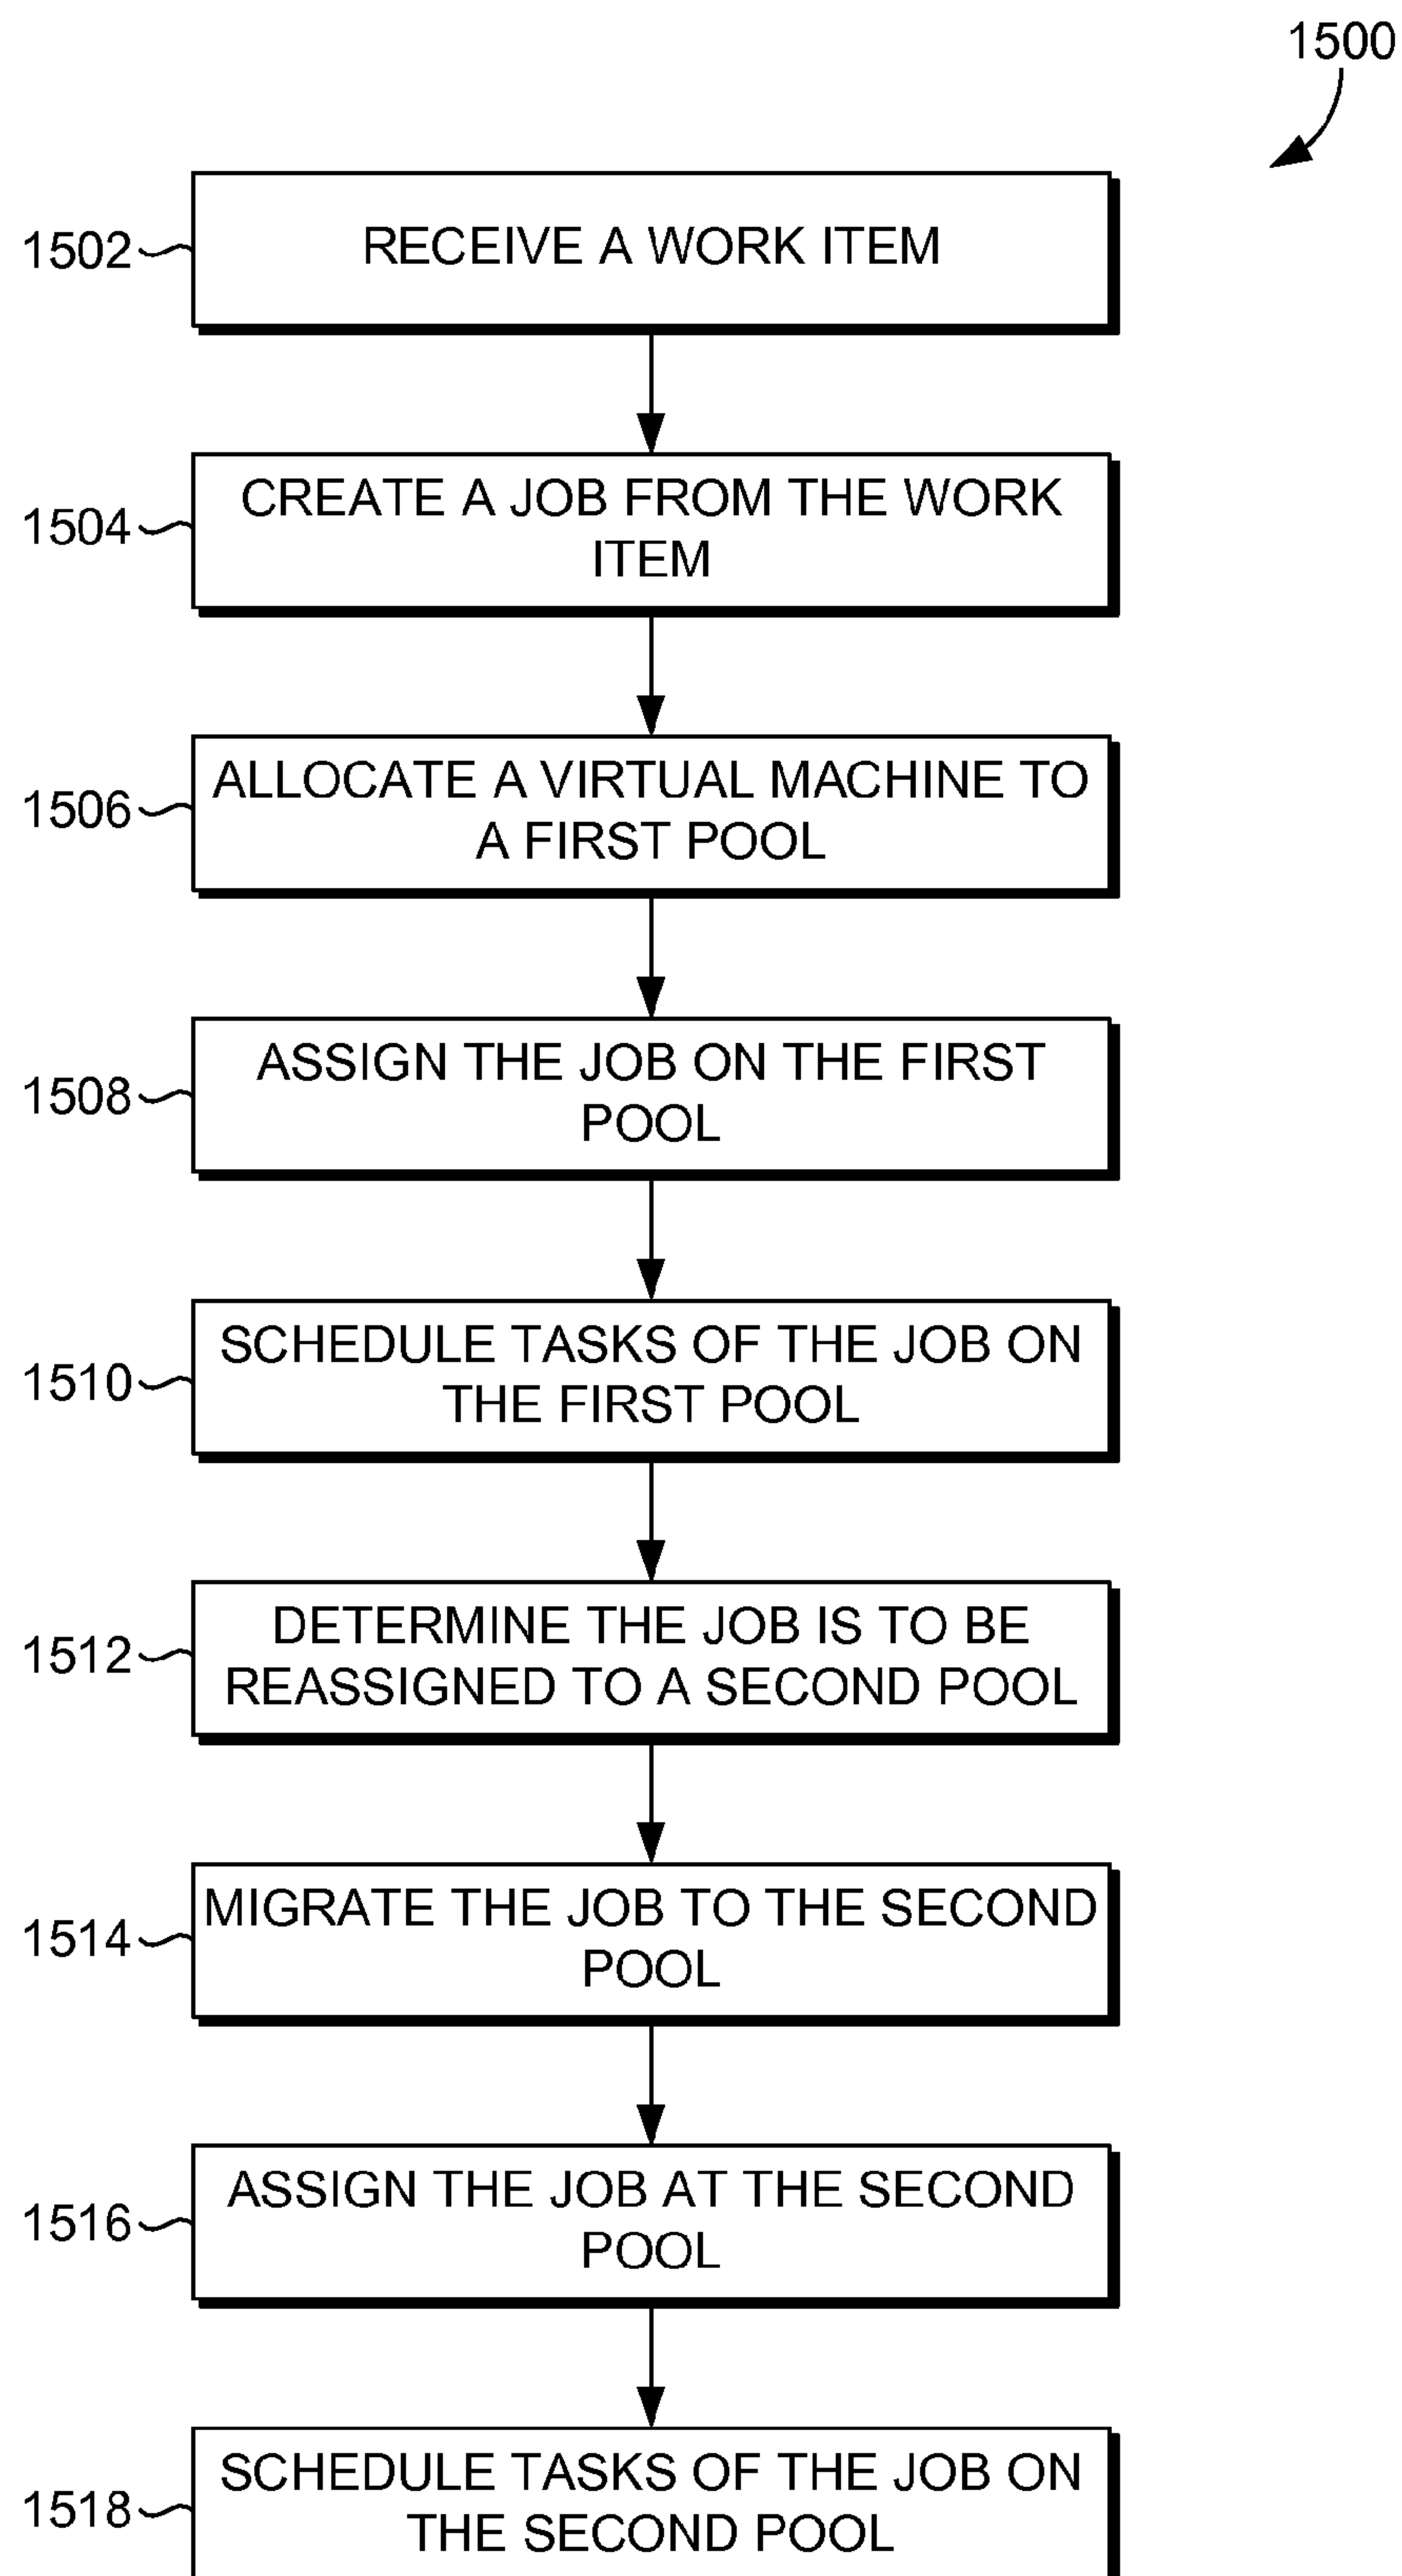 1500
1502
RECEIVE A WORK ITEM
1504
CREATE A JOB FROM THE WORK
ITEM
1506
ALLOCATE A VIRTUAL MACHINE TO
A FIRST POOL
1508
ASSIGN THE JOB ON THE FIRST
POOL
1510
SCHEDULE TASKS OF THE JOB ON
THE FIRST POOL
1512
DETERMINE THE JOB IS TO BE
REASSIGNED TO A SECOND POOL
1514
MIGRATE THE JOB TO THE SECOND
POOL
1516
ASSIGN THE JOB AT THE SECOND
POOL
1518
SCHEDULE TASKS OF THE JOB ON
THE SECOND POOL